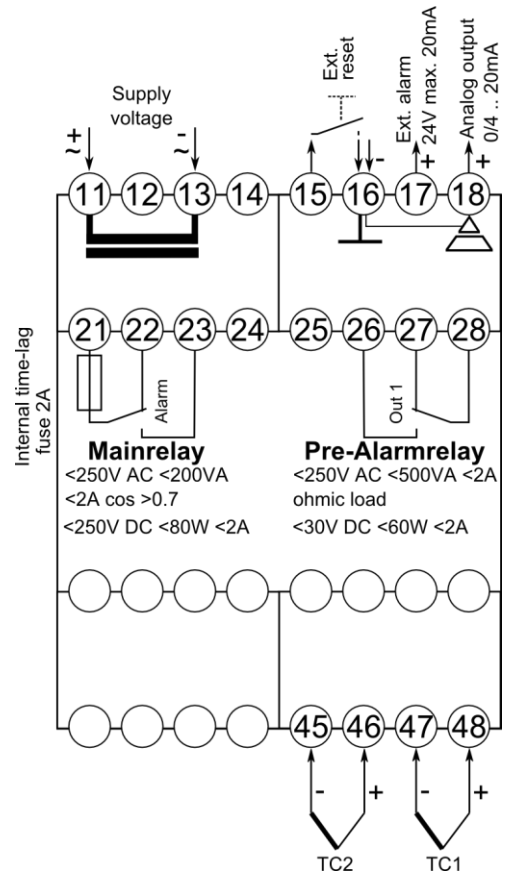 Supply
voltage
Ext.
reset
Ext. alarm
24V max. 20mA
Analog output
0/4 .. 20mA
+
~
-
~
-
+
+
11
12
13
14
15
16
17
18
21
22
23
24
25
26
27
28
Internal time-lag
fuse 2A
Alarm
Out 1
Mainrelay
<250V AC <200VA
<2A cos >0.7
<250V DC <80W <2A
Pre-Alarmrelay
<250V AC <500VA <2A
ohmic load
<30V DC <60W <2A
45
46
47
48
-
+
-
+
TC2
TC1